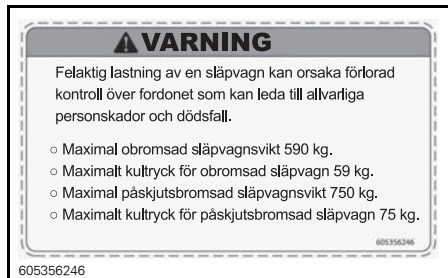 VARNING
Felaktig lastning av en släpvagn kan orsaka förlorad
kontroll över fordonet som kan leda till allvarliga
personskador och dödsfall.
○ Maximal obromsad släpvagnsvikt 590 kg.
○ Maximalt kultryck för obromsad släpvagn 59 kg.
○ Maximal påskjutsbromsad släpvagnsvikt 750 kg.
○ Maximalt kultryck för påskjutsbromsad släpvagn 75 kg.
605356246
605356246